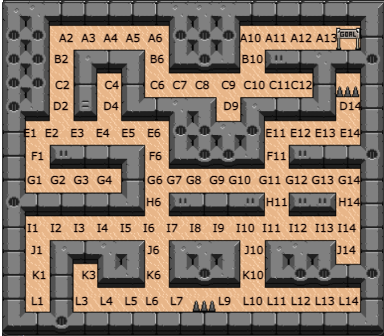 A2 A3 A4 A5 A6 A10 A11 A12 A13 GOAL
B2 B6 B10
C2 C4 C6 C7 C8 C9 C10 C11 C12
D2 D4 D9 D14
E1 E2 E3 E4 E5 E6 E11 E12 E13 E14
F1 F6 F11
G1 G2 G3 G4 G6 G7 G8 G9 G10 G11 G12 G13 G14
H6 H11 H14
I1 I2 I3 I4 I5 I6 I7 I8 I9 I10 I11 I12 I13 I14
J1 J6 J10 J14
K1 K3 K6 K10
L1 L3 L4 L5 L6 L7 L9 L10 L11 L12 L13 L14